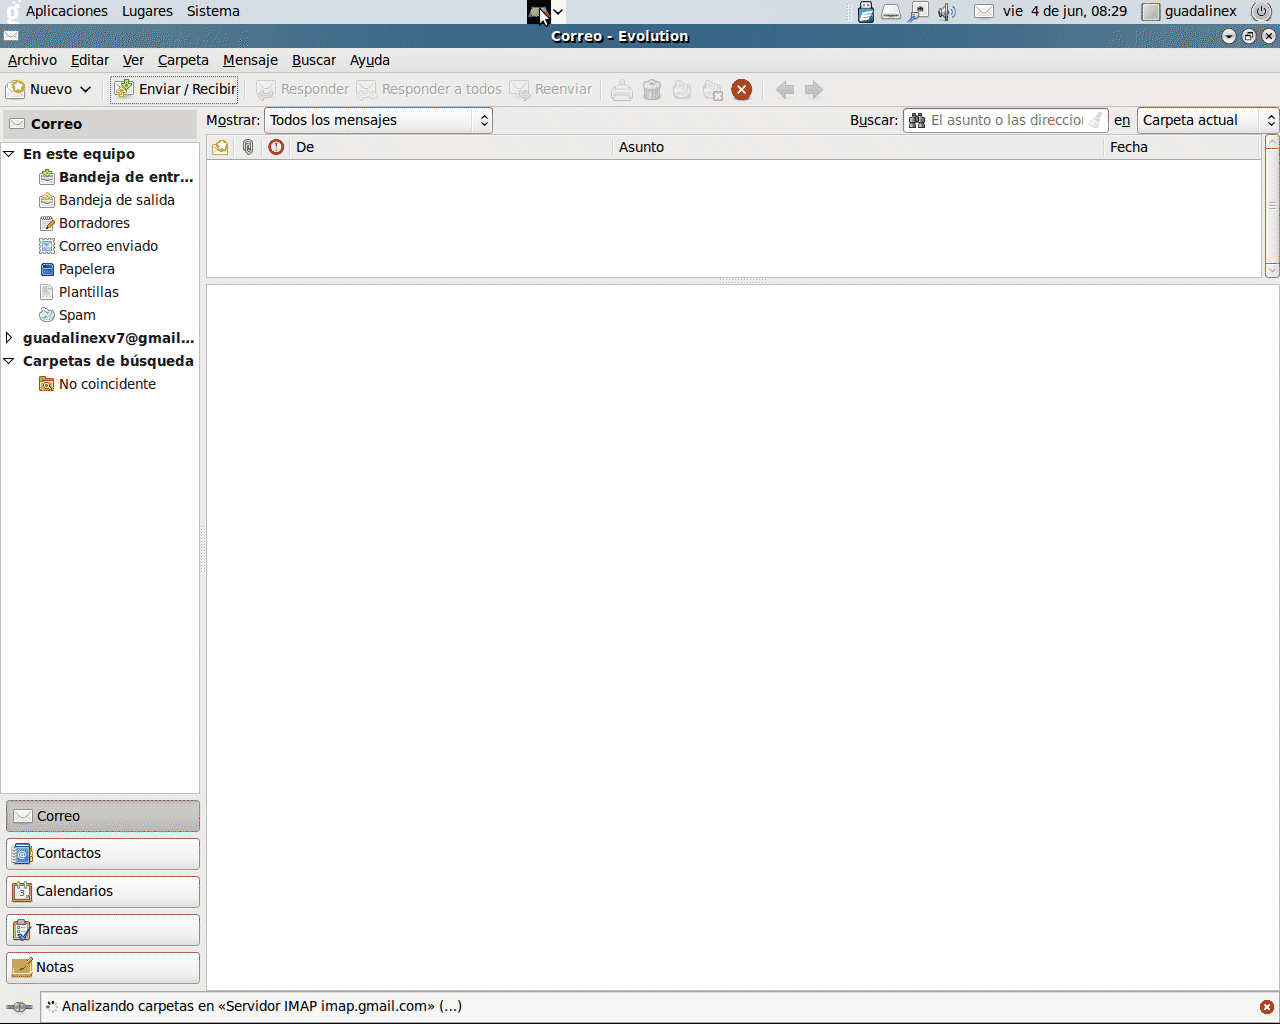 Aplicaciones Lugares Sistema vie 4 de jun, 08:29 guadalinex
Correo - Evolution
Archivo Editar Ver Carpeta Mensaje Buscar Ayuda
Nuevo Enviar / Recibir Responder Responder a todos Reenviar
Correo Mostrar: Todos los mensajes Buscar: El asunto o las direccion en Carpeta actual
De Asunto Fecha
En este equipo
Bandeja de entr...
Bandeja de salida
Borradores
Correo enviado
Papelera
Plantillas
Spam
guadalinexv7@gmail...
Carpetas de búsqueda
No coincidente
Correo
Contactos
Calendarios
Tareas
Notas
Analizando carpetas en «Servidor IMAP imap.gmail.com» (...)